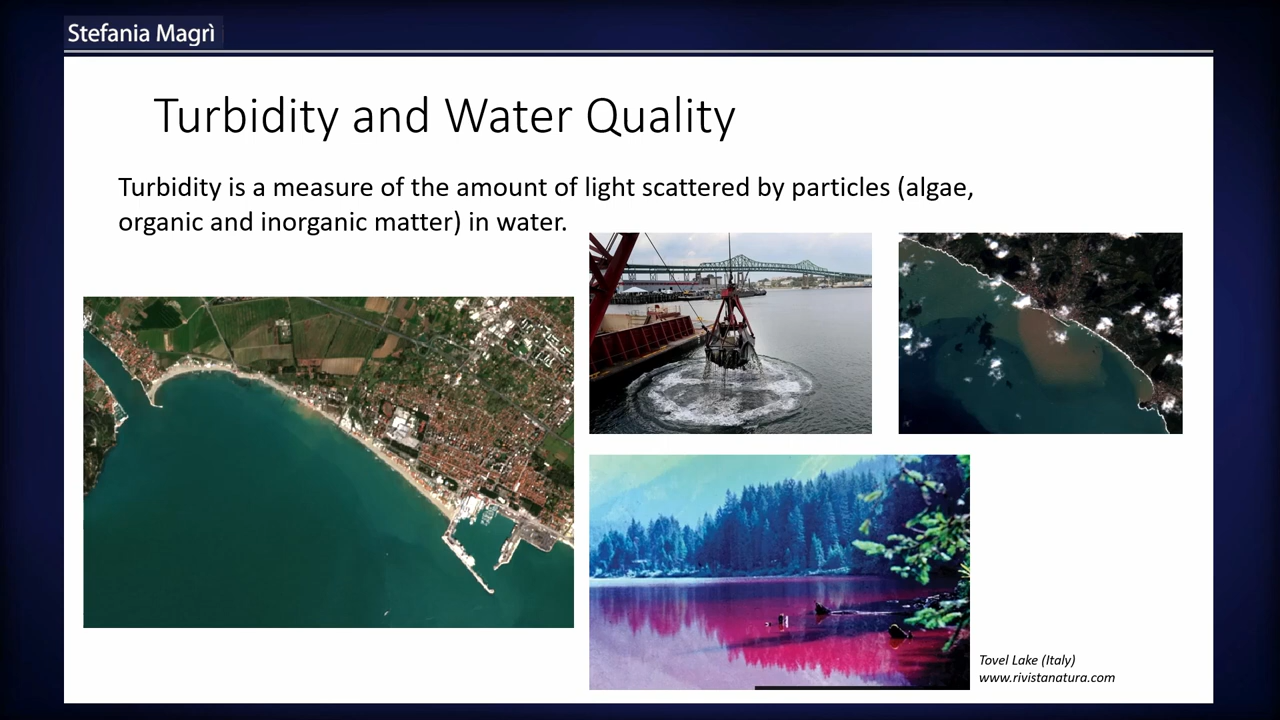 Stefania Magrì
Turbidity and Water Quality
Turbidity is a measure of the amount of light scattered by particles (algae,
organic and inorganic matter) in water.
Tovel Lake (Italy)
www.rivistanatura.com